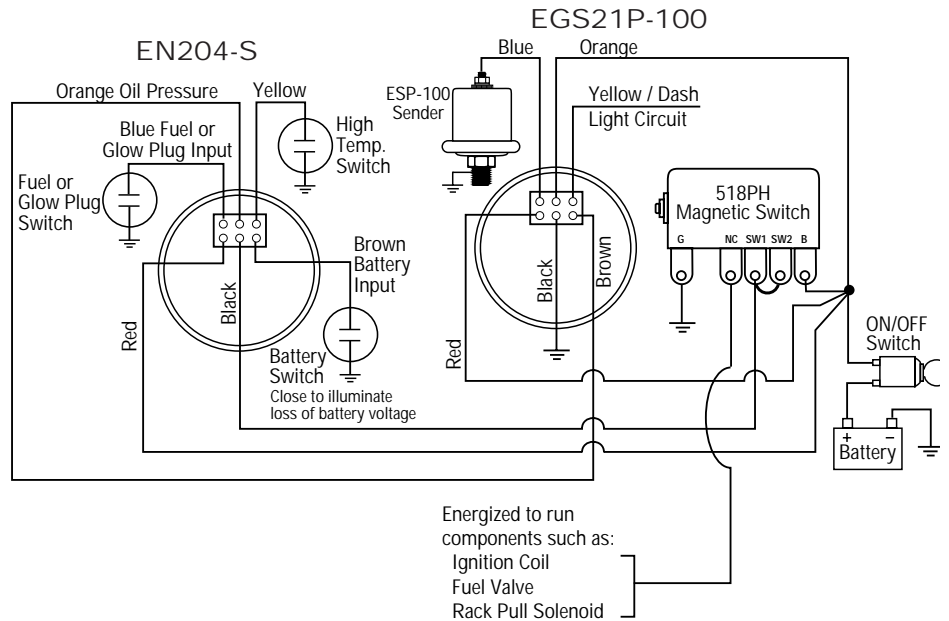 EGS21P-100
EN204-S
Blue
Orange
Orange Oil Pressure
Yellow
ESP-100
Sender
Yellow / Dash
Light Circuit
Blue Fuel or
Glow Plug Input
High
Temp.
Switch
Fuel or
Glow Plug
Switch
518PH
Magnetic Switch
G
NC
SW1
SW2
B
Brown
Battery
Input
Red
Black
Red
Black
Brown
Battery
Switch
Close to illuminate
loss of battery voltage
ON/OFF
Switch
+
–
Battery
Energized to run
components such as:
Ignition Coil
Fuel Valve
Rack Pull Solenoid